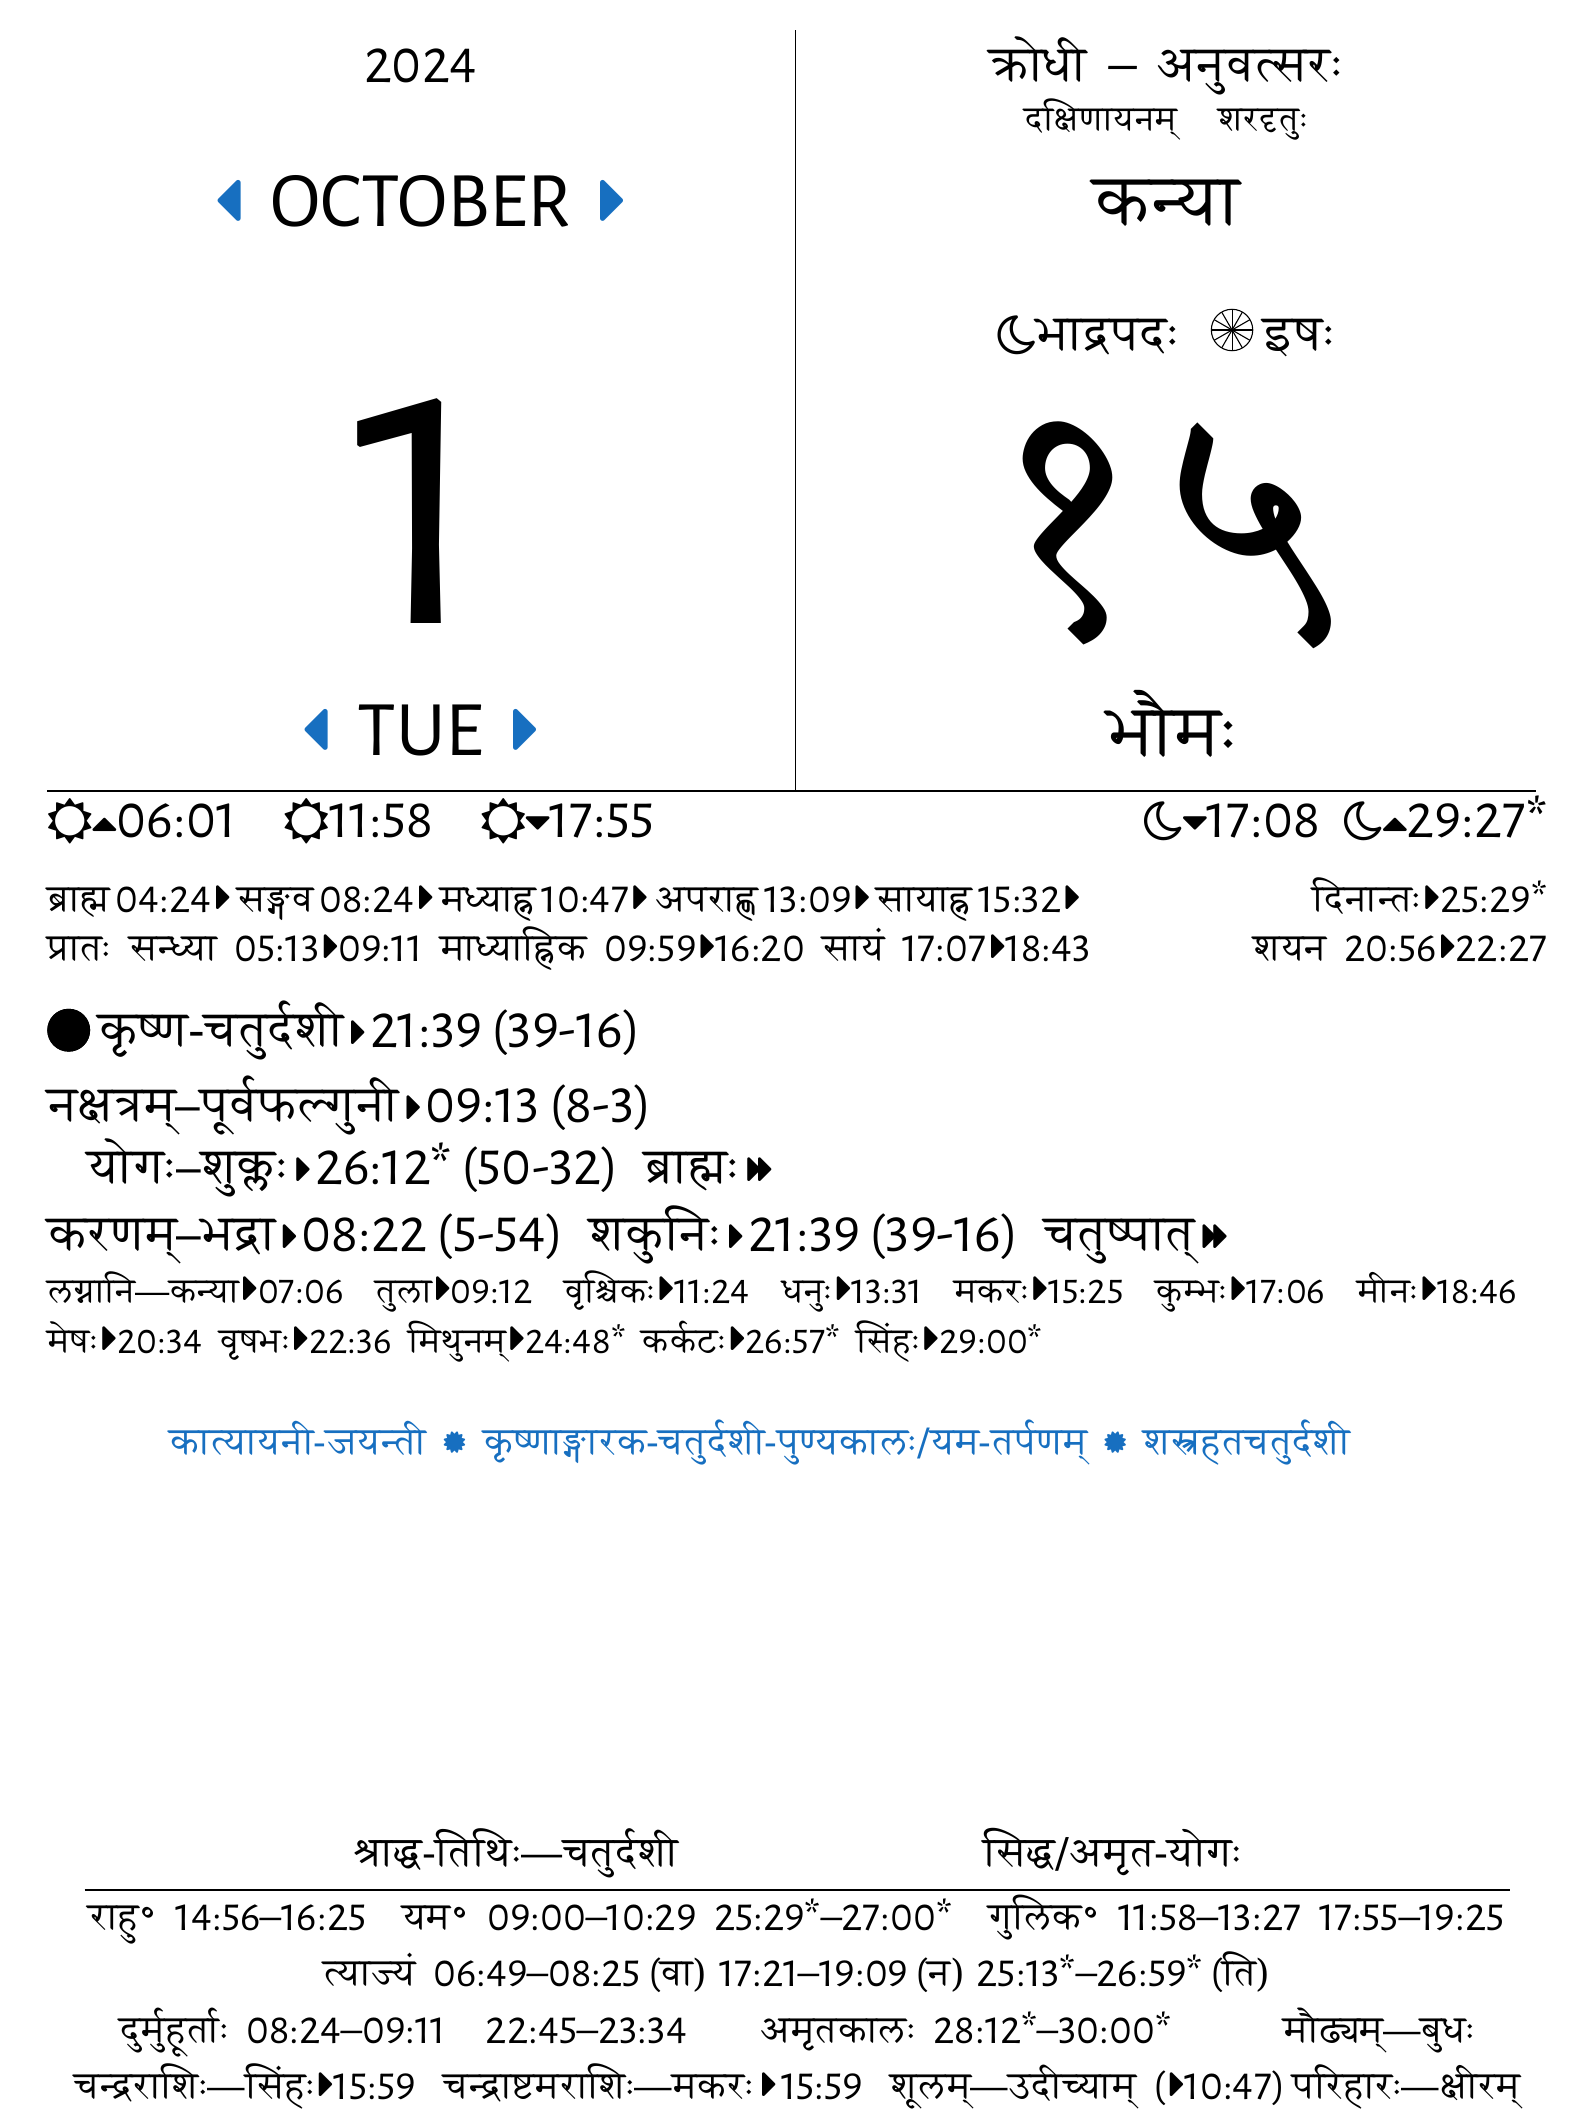 2024
OCTOBER
1
TUE
क्रोधी – अनुवत्सरः
दक्षिणायनम् शरदृतुः
कन्या
भाद्रपदः इषः
१५
भौमः
06:01 11:58 17:55 17:08 29:27*
ब्राह्म 04:24 सङ्गव 08:24 मध्याह्न 10:47 अपराह्ण 13:09 सायाह्न 15:32 दिनान्तः 25:29*
प्रातः सन्ध्या 05:13 09:11 माध्याह्निक 09:59 16:20 सायं 17:07 18:43 शयन 20:56 22:27
कृष्ण-चतुर्दशी 21:39 (39-16)
नक्षत्रम्–पूर्वफल्गुनी 09:13 (8-3)
योगः–शुक्लः 26:12* (50-32) ब्राह्मः
करणम्–भद्रा 08:22 (5-54) शकुनिः 21:39 (39-16) चतुष्पात्
लग्नानि—कन्या 07:06 तुला 09:12 वृश्चिकः 11:24 धनुः 13:31 मकरः 15:25 कुम्भः 17:06 मीनः 18:46
मेषः 20:34 वृषभः 22:36 मिथुनम् 24:48* कर्कटः 26:57* सिंहः 29:00*
कात्यायनी-जयन्ती ✹ कृष्णाङ्गारक-चतुर्दशी-पुण्यकालः/यम-तर्पणम् ✹ शस्त्रहतचतुर्दशी
श्राद्ध-तिथिः—चतुर्दशी सिद्ध/अमृत-योगः
राहु॰ 14:56–16:25 यम॰ 09:00–10:29 25:29*–27:00* गुलिक॰ 11:58–13:27 17:55–19:25
त्याज्यं 06:49–08:25 (वा) 17:21–19:09 (न) 25:13*–26:59* (ति)
दुर्मुहूर्ताः 08:24–09:11 22:45–23:34 अमृतकालः 28:12*–30:00* मौढ्यम्—बुधः
चन्द्रराशिः—सिंहः 15:59 चन्द्राष्टमराशिः—मकरः 15:59 शूलम्—उदीच्याम् (10:47) परिहारः—क्षीरम्